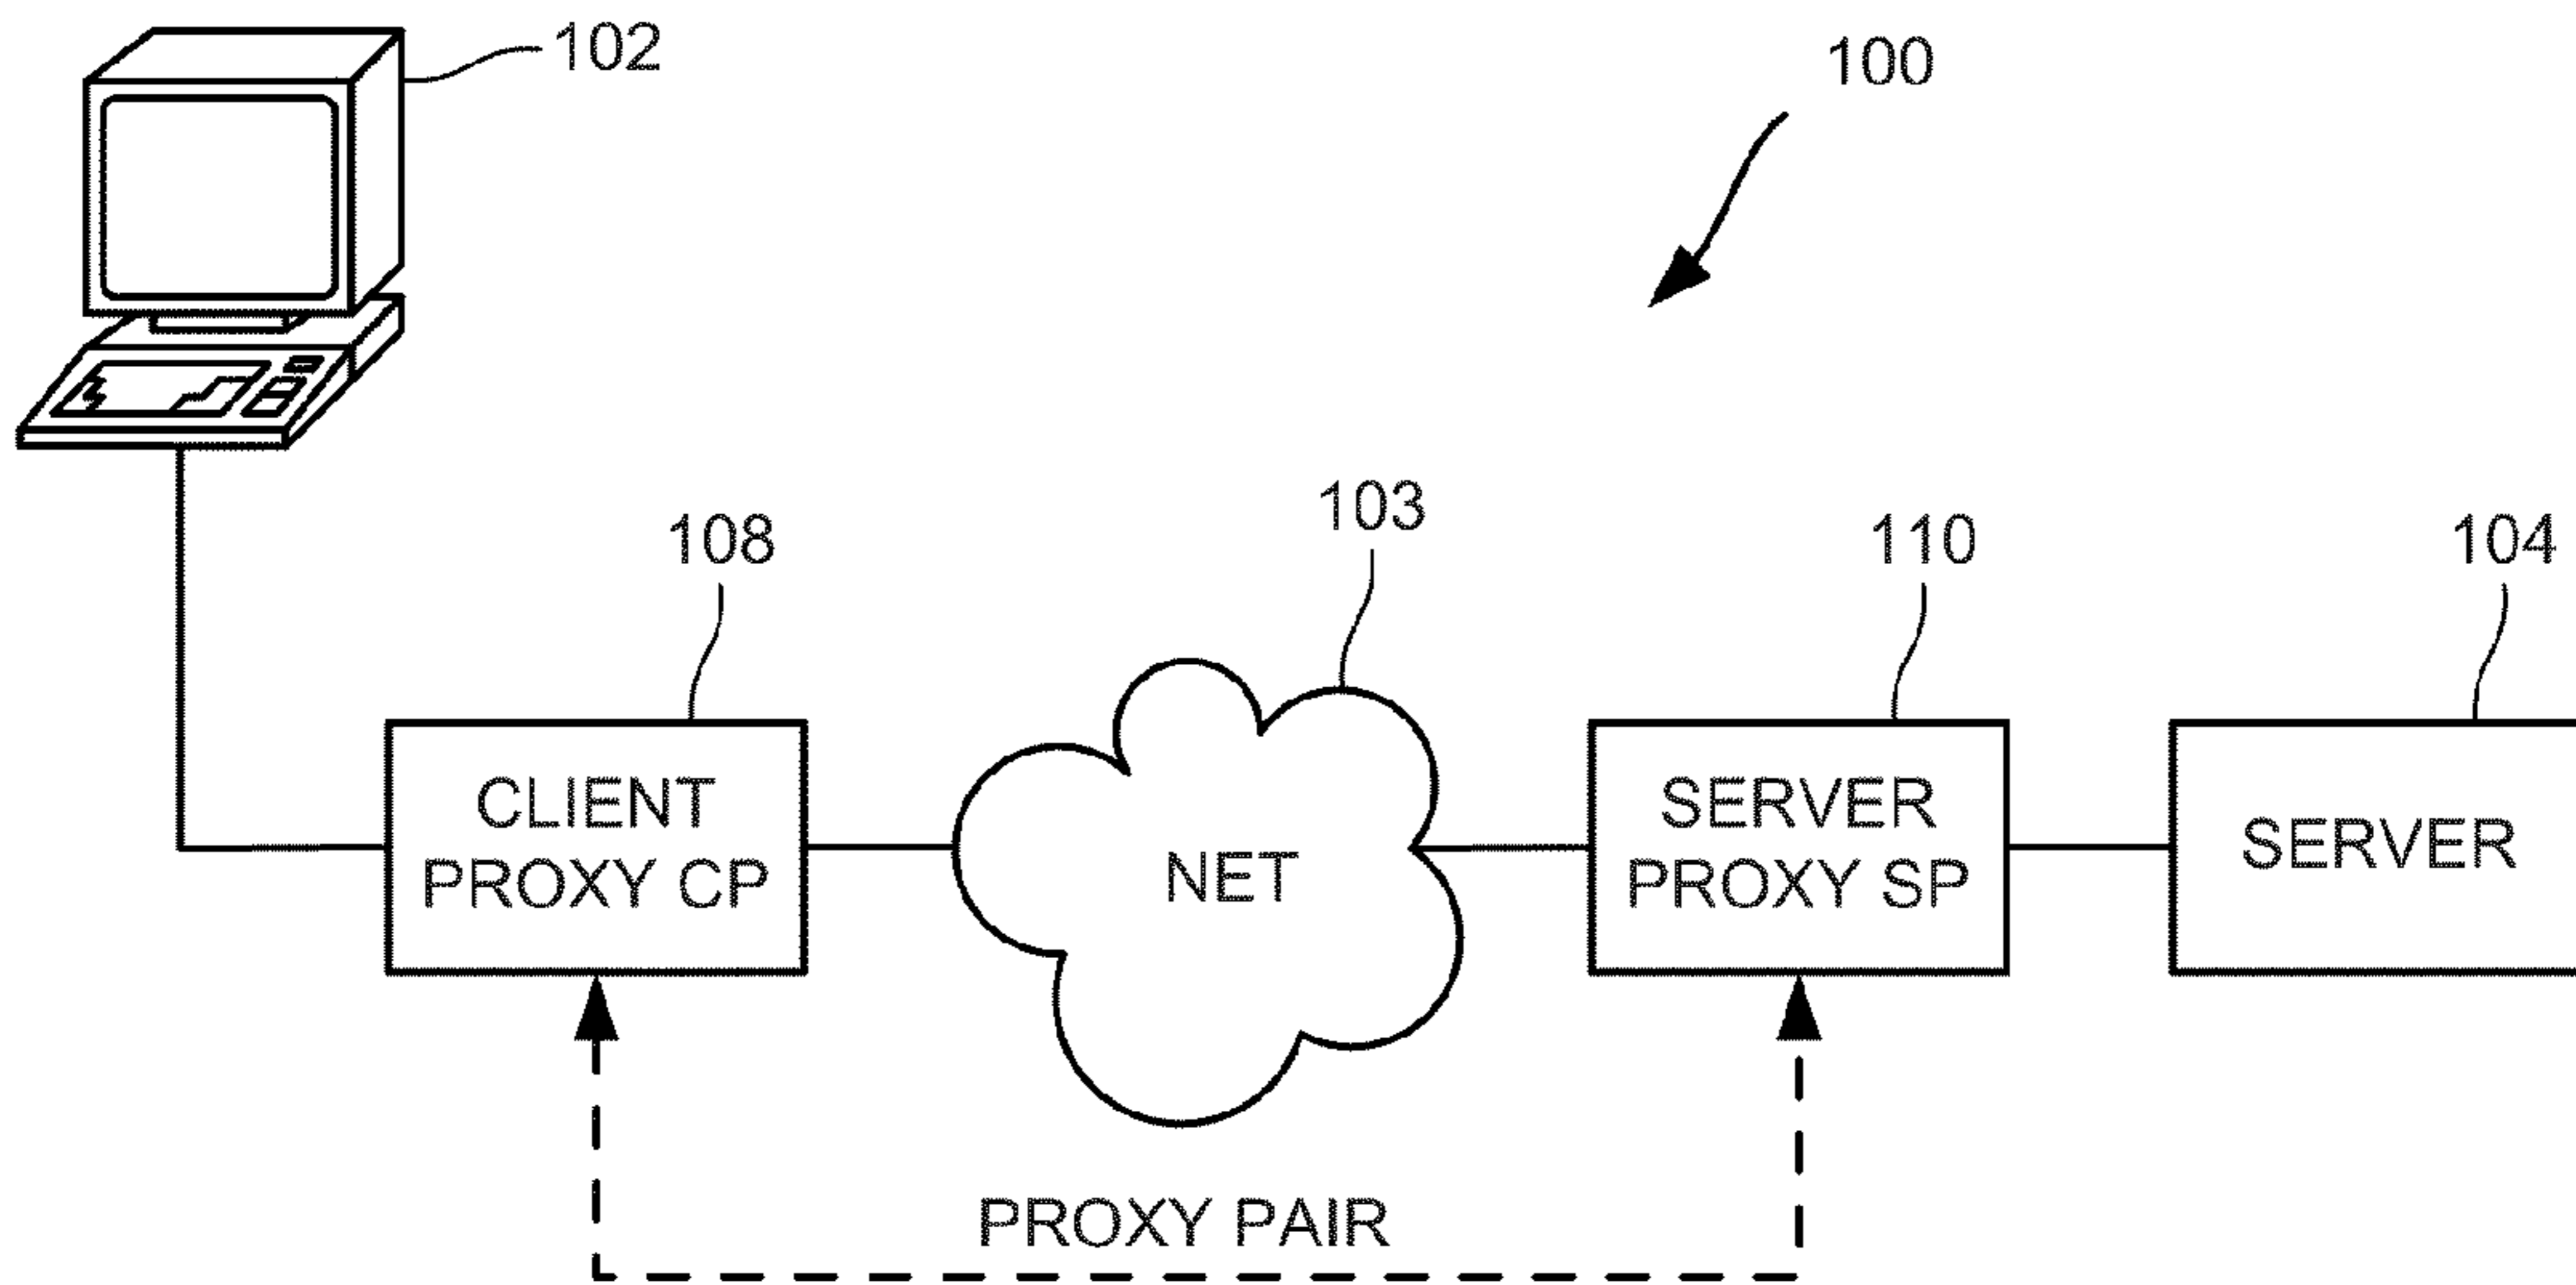 102
100
108
103
110
104
CLIENT
PROXY CP
NET
SERVER
PROXY SP
SERVER
PROXY PAIR